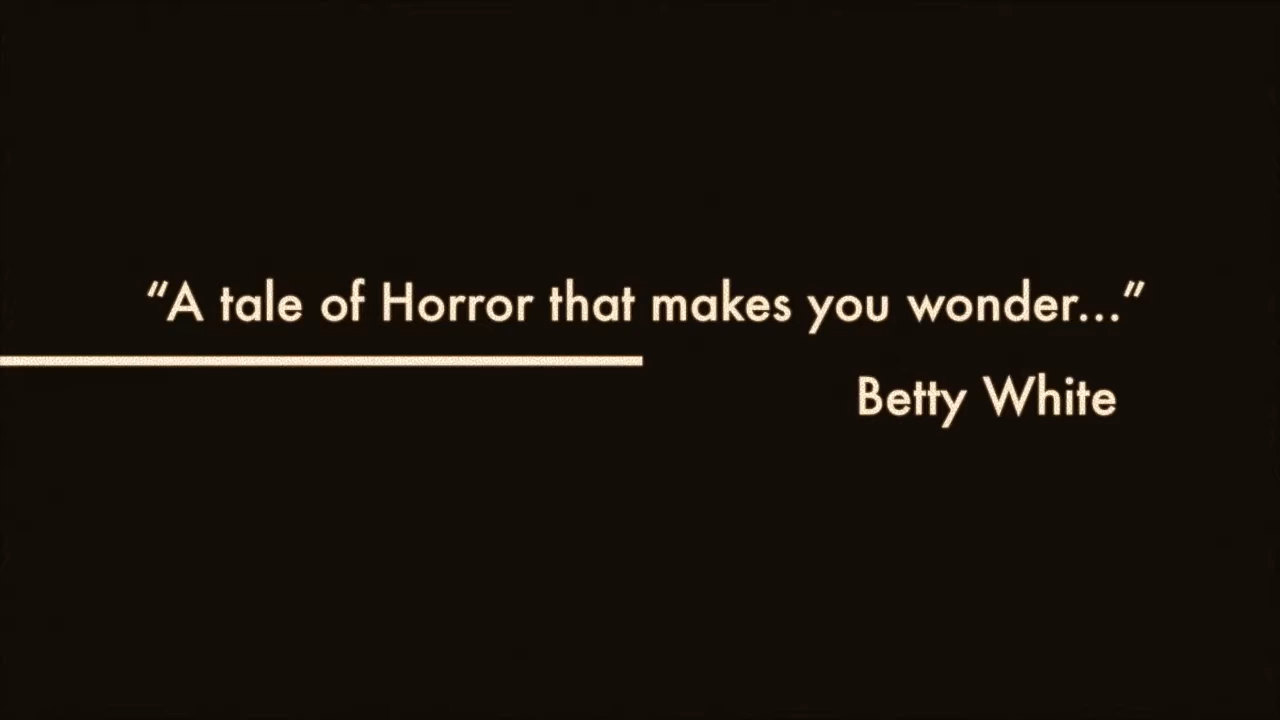 “A tale of Horror that makes you wonder...”
Betty White